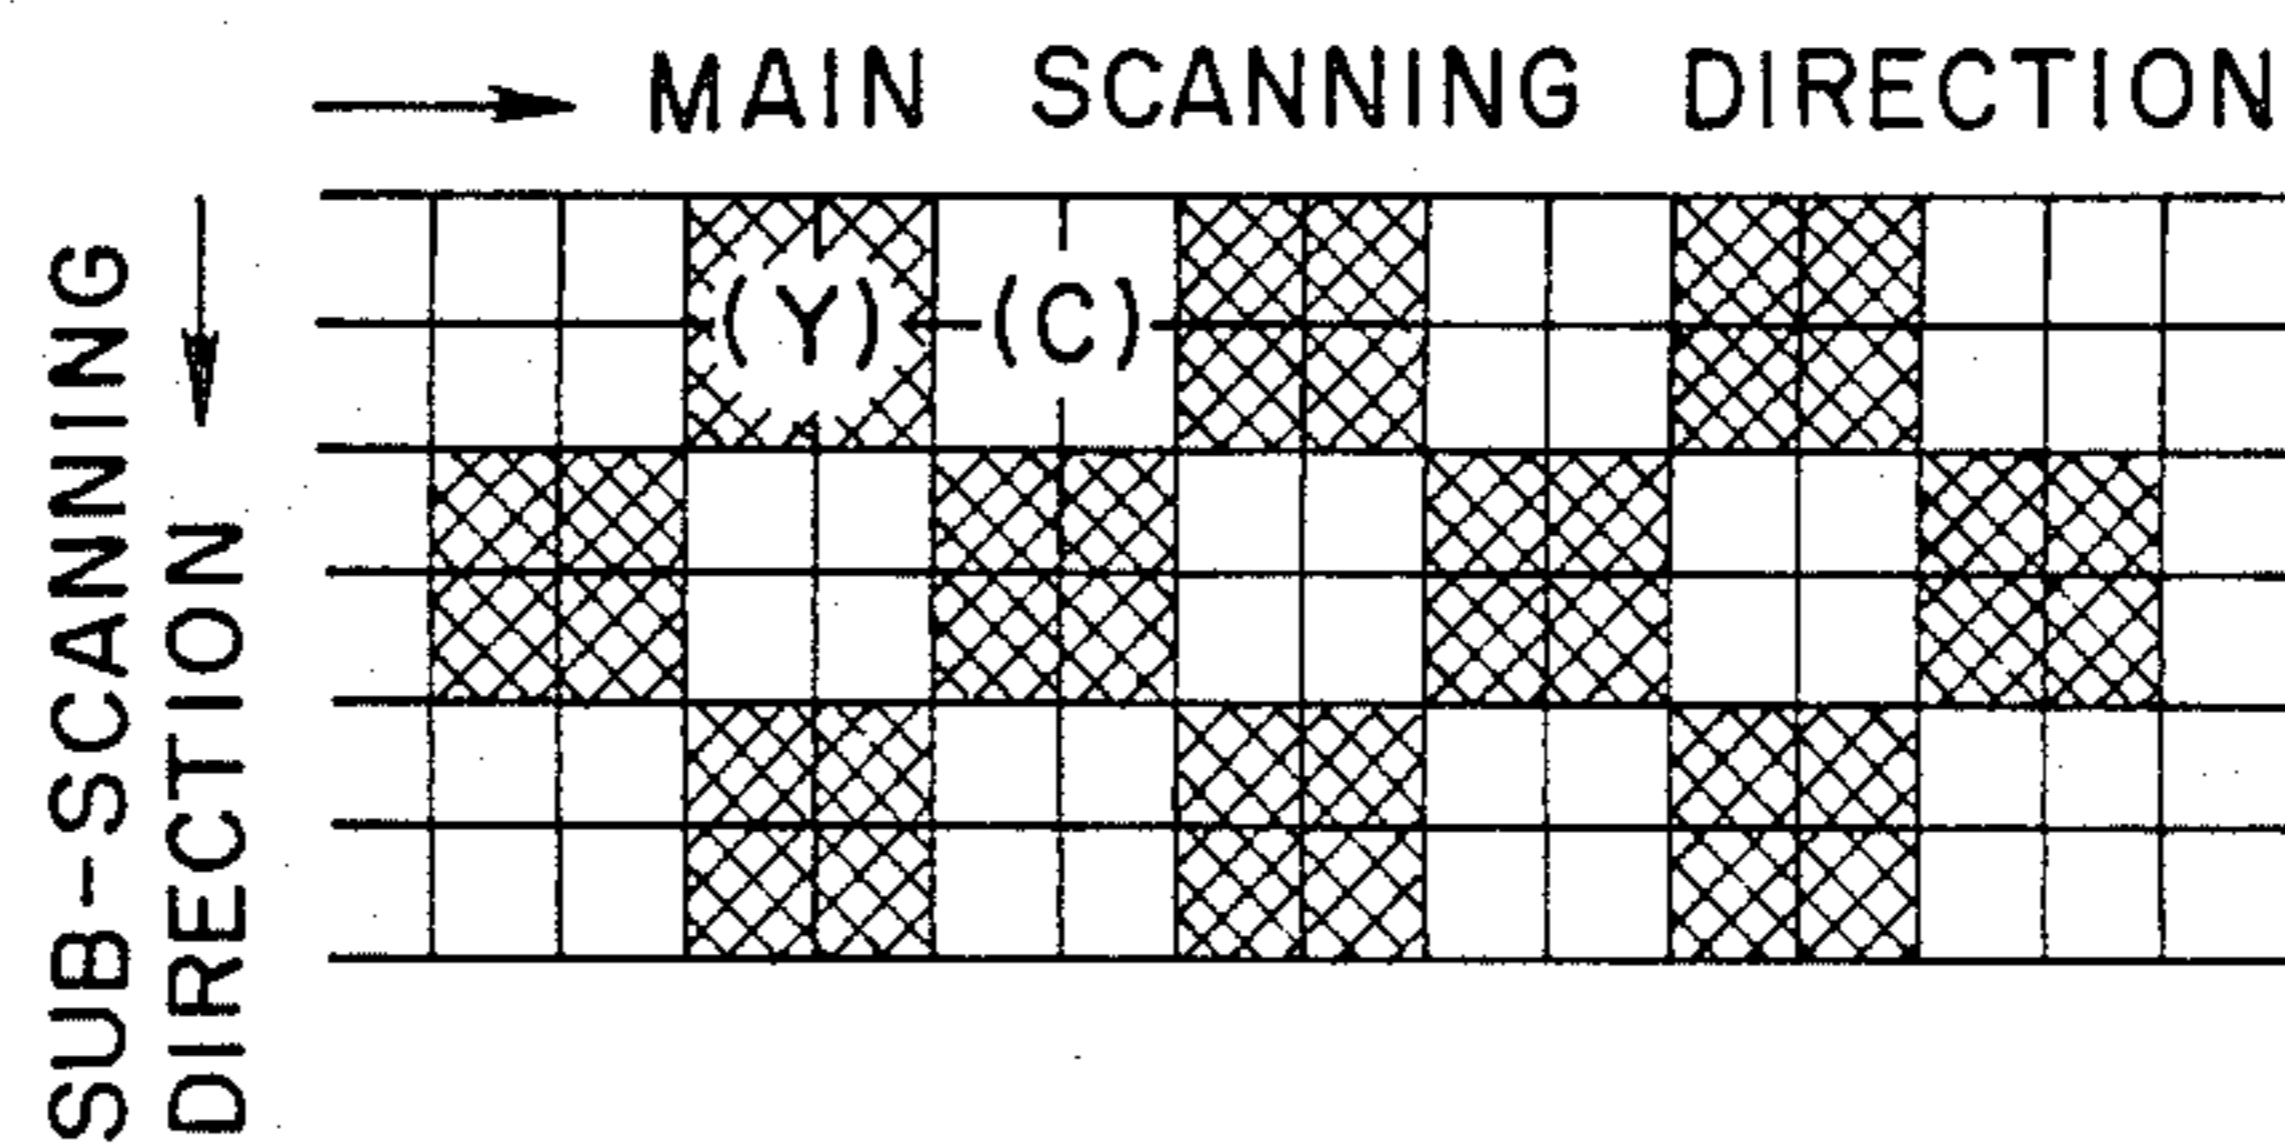 MAIN SCANNING DIRECTION
(Y) (C)
SUB-SCANNING
DIRECTION